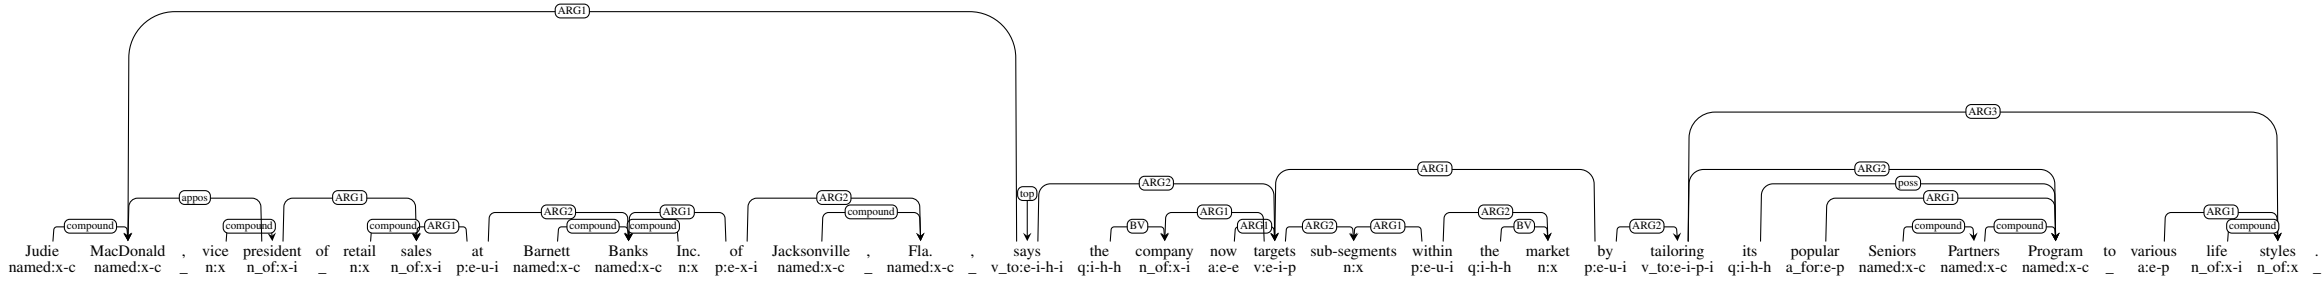 ARG1
ARG3
ARG1 ARG2
top ARG2 poss
appos ARG1 ARG2 ARG1
ARG2 ARG1 compound BV ARG1 ARG2 ARG1
compound compound compound ARG1 compound compound BV ARG1 ARG2 ARG1 BV ARG2 compound compound compound
Judie MacDonald , vice president of retail sales at Barnett Banks Inc. of Jacksonville , Fla. , says the company now targets sub-segments within the market by tailoring its popular Seniors Partners Program to various life styles .
named:x-c named:x-c _ n:x n_of:x-i _ n:x n_of:x-i p:e-u-i named:x-c named:x-c n:x p:e-x-i named:x-c _ named:x-c _ v_to:e-i-h-i q:i-h-h n_of:x-i a:e-e v:e-i-p n:x p:e-u-i q:i-h-h n:x p:e-u-i v_to:e-i-p-i q:i-h-h a_for:e-p named:x-c named:x-c named:x-c _ a:e-p n_of:x-i n_of:x _